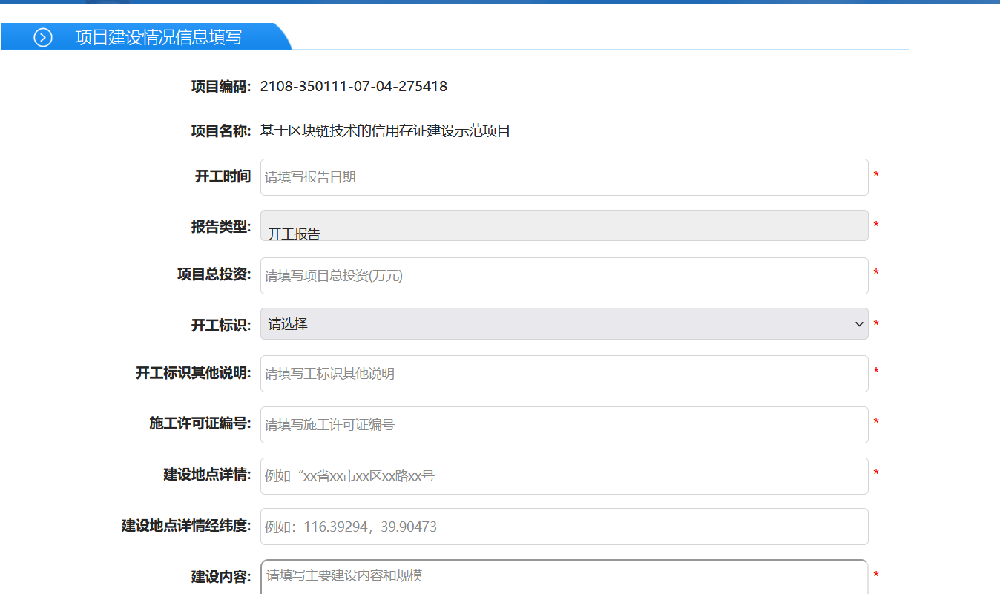 项目建设情况信息填写
项目编码: 2108-350111-07-04-275418
项目名称: 基于区块链技术的信用存证建设示范项目
开工时间 请填写报告日期 *
报告类型: 开工报告 *
项目总投资: 请填写项目总投资(万元) *
开工标识: 请选择 *
开工标识其他说明: 请填写工标识其他说明 *
施工许可证编号: 请填写施工许可证编号 *
建设地点详情: 例如“xx省xx市xx区xx路xx号 *
建设地点详情经纬度: 例如：116.39294，39.90473
建设内容: 请填写主要建设内容和规模 *